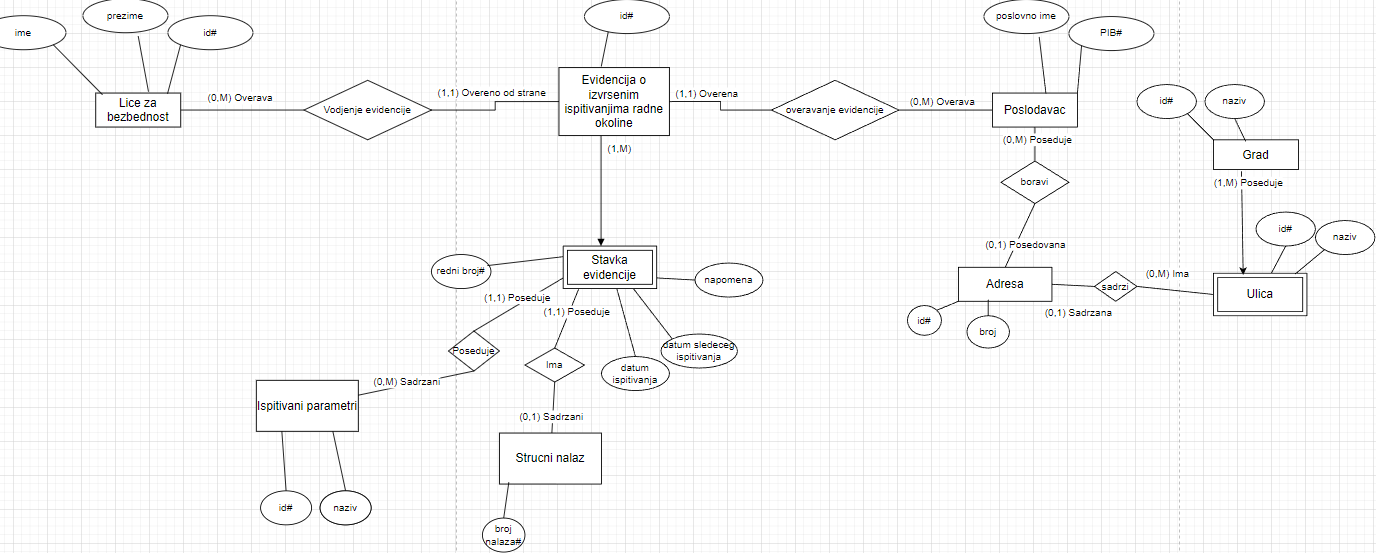 ime
prezime
id#
Lice za
bezbednost
(0,M) Overava
Vodjenje evidencije
(1,1) Overeno od strane
id#
Evidencija o
izvrsenim
ispitivanjima radne
okoline
(1,M)
(1,1) Overena
overavanje evidencije
(0,M) Overava
poslovno ime
PIB#
Poslodavac
(0,M) Poseduje
boravi
(0,1) Posedovana
Adresa
id#
broj
(0,1) Sadrzana
sadrzi
(0,M) Ima
id#
naziv
Grad
(1,M) Poseduje
id#
naziv
Ulica
Stavka
evidencije
redni broj#
napomena
datum sledeceg
ispitivanja
datum
ispitivanja
(1,1) Poseduje
(1,1) Poseduje
Poseduje
(0,M) Sadrzani
Ispitivani parametri
id#
naziv
Ima
(0,1) Sadrzani
Strucni nalaz
broj
nalaza#